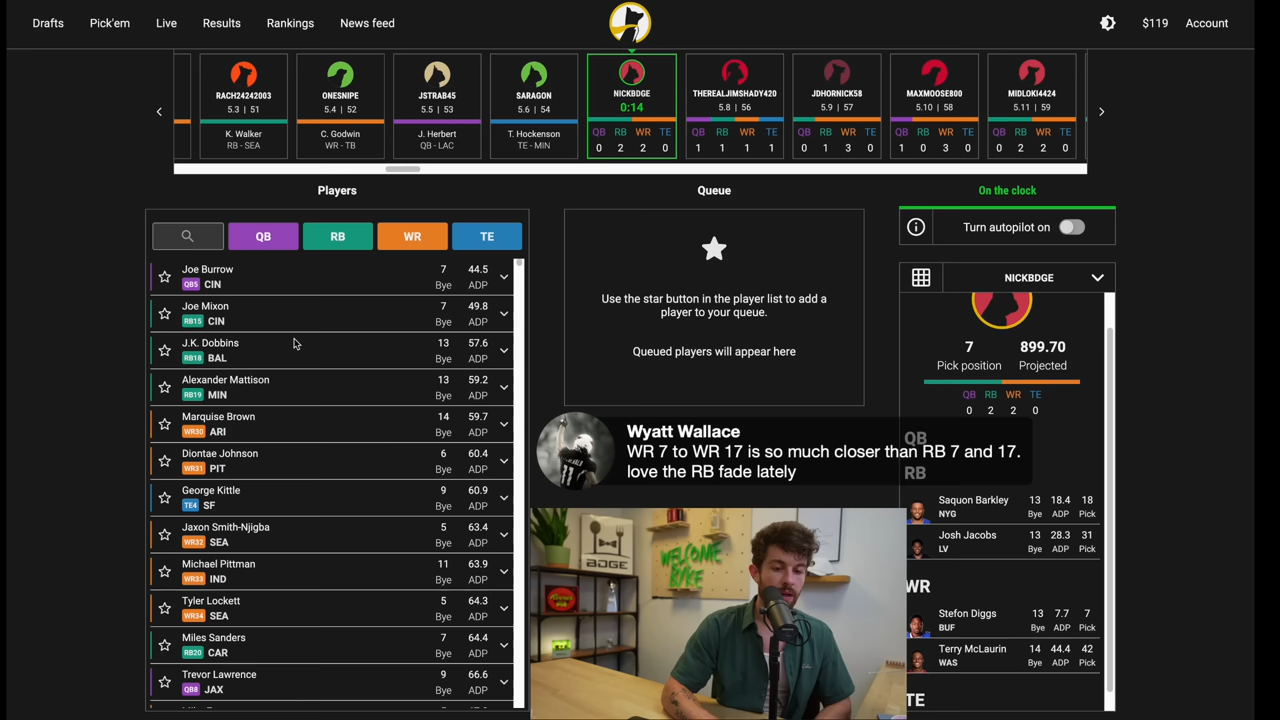 Drafts Pick'em Live Results Rankings News feed $119 Account
RACH24242003
5.3 | 51
K. Walker
RB - SEA
ONESNIPE
5.4 | 52
C. Godwin
WR - TB
JSTRAB45
5.5 | 53
J. Herbert
QB - LAC
SARAGON
5.6 | 54
T. Hockenson
TE - MIN
NICKBDGE
0:14
QB RB WR TE
0 2 2 0
THEREALJIMSHADY420
5.8 | 56
QB RB WR TE
1 1 1 1
JDHORNICK58
5.9 | 57
QB RB WR TE
0 1 3 0
MAXMOOSE800
5.10 | 58
QB RB WR TE
1 0 3 0
MIDLOKI4424
5.11 | 59
QB RB WR TE
0 2 2 0
Players
QB RB WR TE
Joe Burrow 7 44.5
QB5 CIN Bye ADP
Joe Mixon 7 49.8
RB15 CIN Bye ADP
J.K. Dobbins 13 57.6
RB18 BAL Bye ADP
Alexander Mattison 13 59.2
RB19 MIN Bye ADP
Marquise Brown 14 59.7
WR30 ARI Bye ADP
Diontae Johnson 6 60.4
WR31 PIT Bye ADP
George Kittle 9 60.9
TE4 SF Bye ADP
Jaxon Smith-Njigba 5 63.4
WR32 SEA Bye ADP
Michael Pittman 11 63.9
WR33 IND Bye ADP
Tyler Lockett 5 64.3
WR34 SEA Bye ADP
Miles Sanders 7 64.4
RB20 CAR Bye ADP
Trevor Lawrence 9 66.6
QB8 JAX Bye ADP
Queue
Use the star button in the player list to add a
player to your queue.
Queued players will appear here
Wyatt Wallace
WR 7 to WR 17 is so much closer than RB 7 and 17.
love the RB fade lately
BDGE
WELCOME
On the clock
Turn autopilot on
NICKBDGE
7 899.70
Pick position Projected
QB RB WR TE
0 2 2 0
QB
RB
Saquon Barkley 13 18.4 18
NYG Bye ADP Pick
Josh Jacobs 13 28.3 31
LV Bye ADP Pick
WR
Stefon Diggs 13 7.7 7
BUF Bye ADP Pick
Terry McLaurin 14 44.4 42
WAS Bye ADP Pick
TE